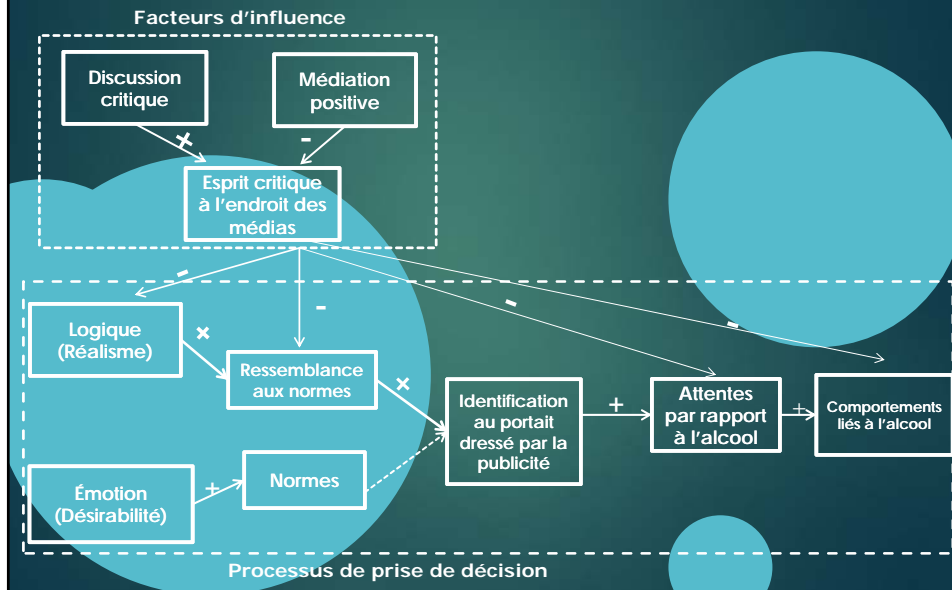 Facteurs d'influence
Discussion
critique
Médiation
positive
+
-
Esprit critique
à l'endroit des
médias
-
-
-
-
Logique
(Réalisme)
+
Ressemblance
aux normes
+
Identification
au portait
dressé par la
publicité
+
Attentes
par rapport
à l'alcool
+
Comportements
liés à l'alcool
Émotion
(Désirabilité)
+
Normes
Processus de prise de décision